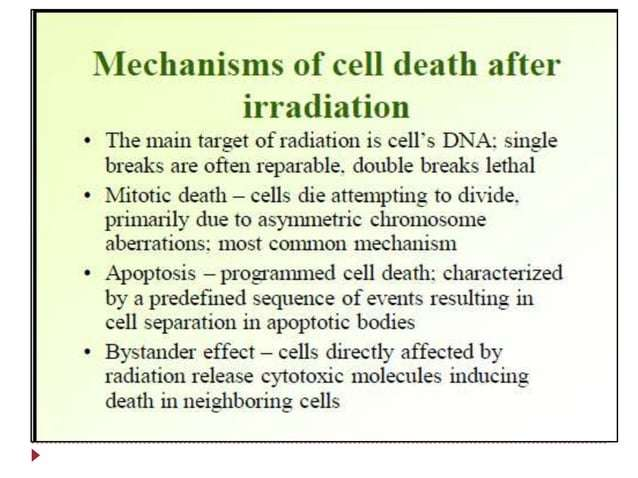 Mechanisms of cell death after
irradiation
• The main target of radiation is cell's DNA; single
breaks are often reparable, double breaks lethal
• Mitotic death – cells die attempting to divide,
primarily due to asymmetric chromosome
aberrations; most common mechanism
• Apoptosis – programmed cell death; characterized
by a predefined sequence of events resulting in
cell separation in apoptotic bodies
• Bystander effect – cells directly affected by
radiation release cytotoxic molecules inducing
death in neighboring cells